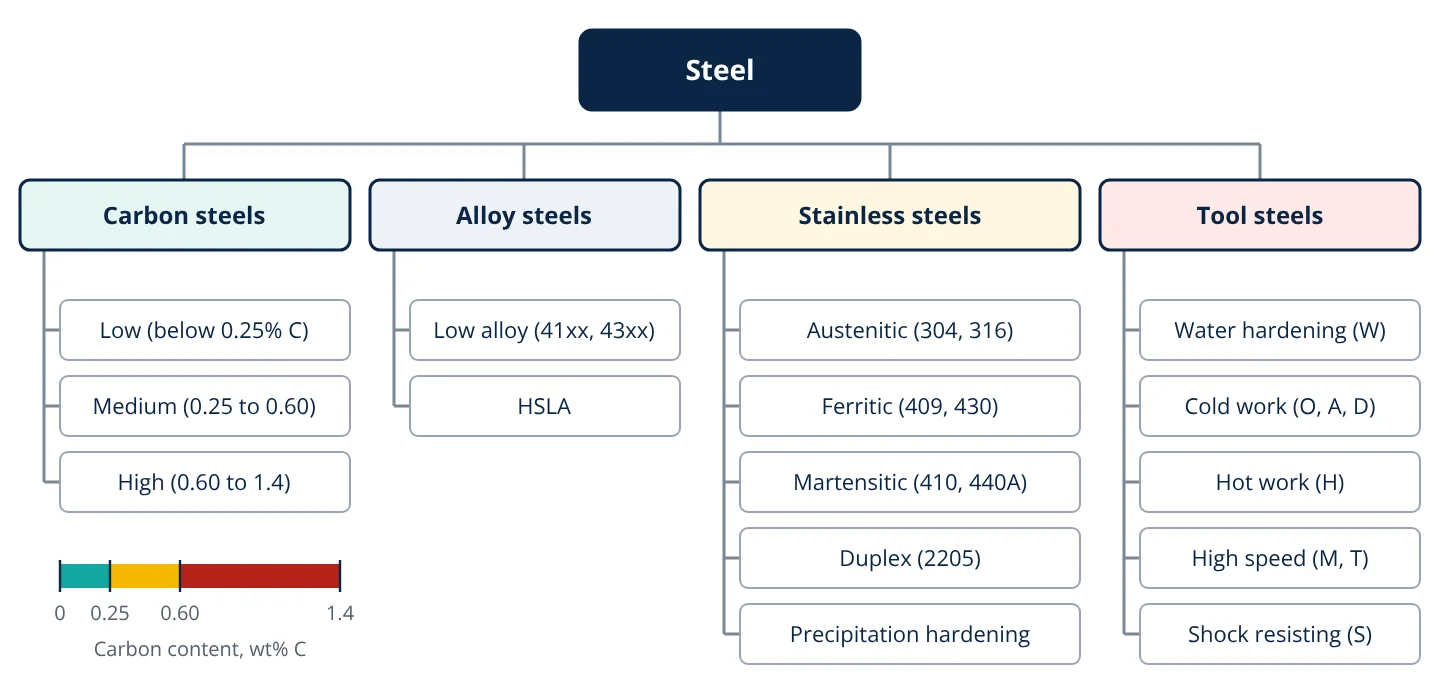 Steel
Carbon steels
Low (below 0.25% C)
Medium (0.25 to 0.60)
High (0.60 to 1.4)
0 0.25 0.60 1.4
Carbon content, wt% C
Alloy steels
Low alloy (41xx, 43xx)
HSLA
Stainless steels
Austenitic (304, 316)
Ferritic (409, 430)
Martensitic (410, 440A)
Duplex (2205)
Precipitation hardening
Tool steels
Water hardening (W)
Cold work (O, A, D)
Hot work (H)
High speed (M, T)
Shock resisting (S)